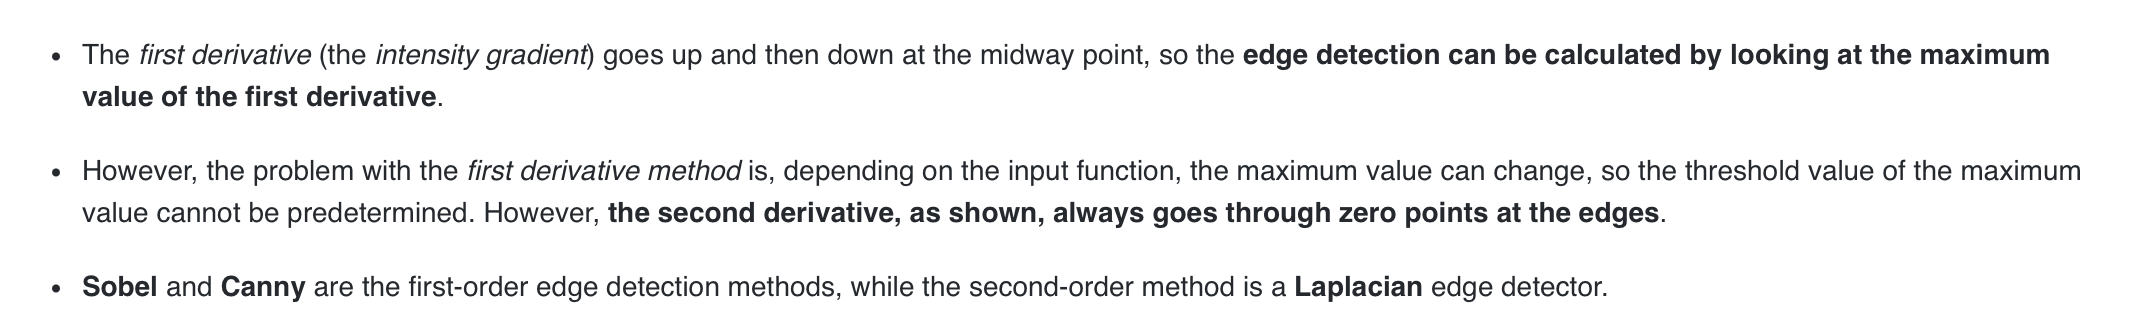 • The first derivative (the intensity gradient) goes up and then down at the midway point, so the edge detection can be calculated by looking at the maximum
value of the first derivative.
• However, the problem with the first derivative method is, depending on the input function, the maximum value can change, so the threshold value of the maximum
value cannot be predetermined. However, the second derivative, as shown, always goes through zero points at the edges.
• Sobel and Canny are the first-order edge detection methods, while the second-order method is a Laplacian edge detector.